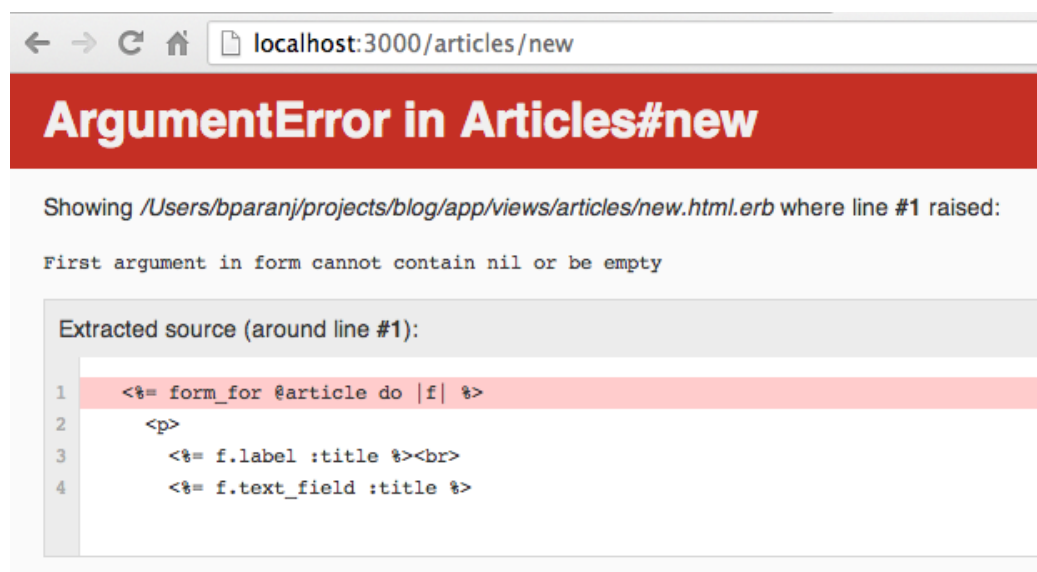 localhost:3000/articles/new
ArgumentError in Articles#new
Showing /Users/bparanj/projects/blog/app/views/articles/new.html.erb where line #1 raised:
First argument in form cannot contain nil or be empty
Extracted source (around line #1):
1 <%= form_for @article do |f| %>
2 <p>
3 <%= f.label :title %><br>
4 <%= f.text_field :title %>